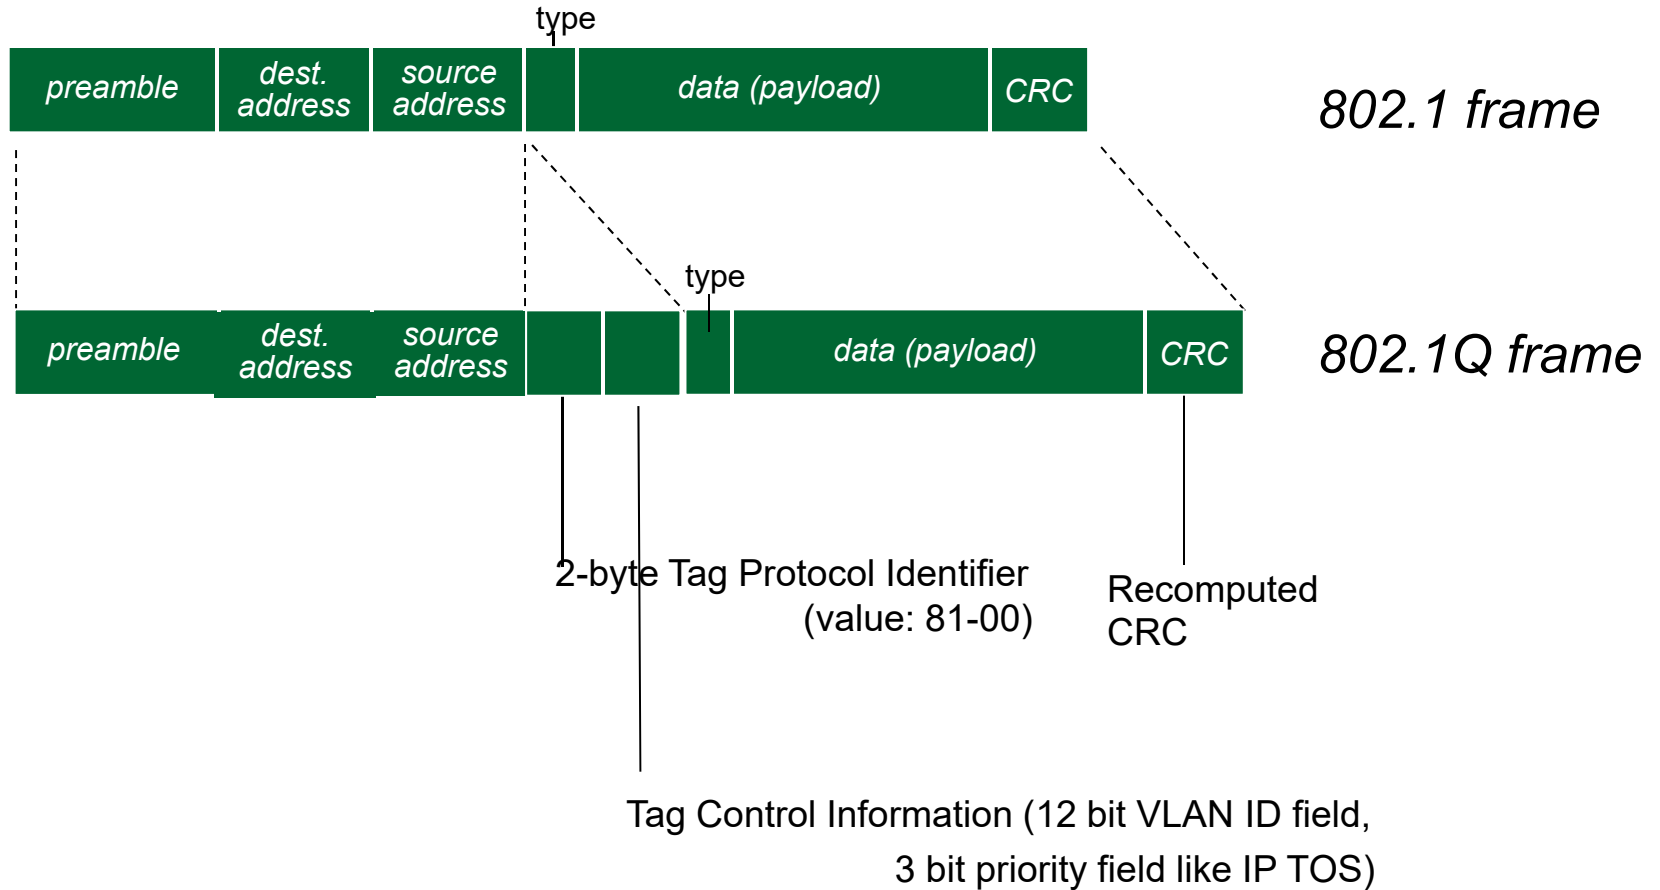 type
preamble
dest.
address
source
address
data (payload)
CRC
802.1 frame
type
preamble
dest.
address
source
address
data (payload)
CRC
802.1Q frame
2-byte Tag Protocol Identifier
(value: 81-00)
Recomputed
CRC
Tag Control Information (12 bit VLAN ID field,
3 bit priority field like IP TOS)